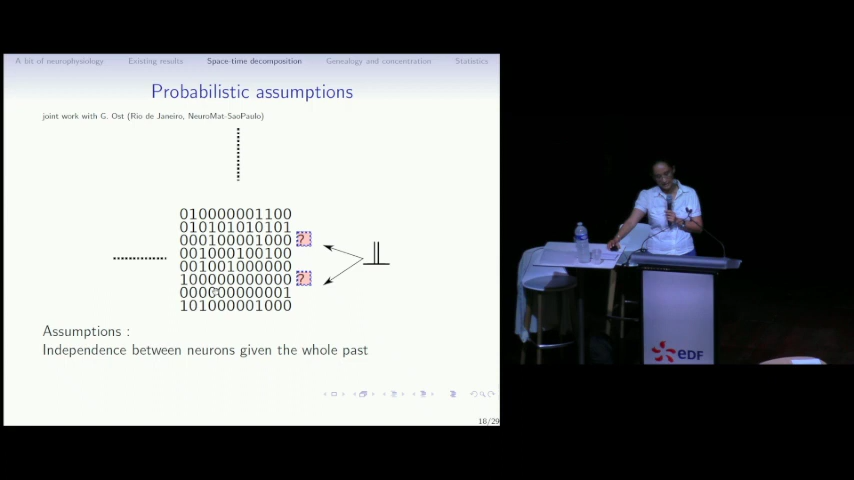 A bit of neurophysiology Existing results Space-time decomposition Genealogy and concentration Statistics
Probabilistic assumptions
joint work with G. Ost (Rio de Janeiro, NeuroMat-SaoPaulo)
010000001100
010101010101
000100001000 ?
001000100100
001001000000
100000000000 ?
000000000001
101000001000
Assumptions :
Independence between neurons given the whole past
18/29
eDF